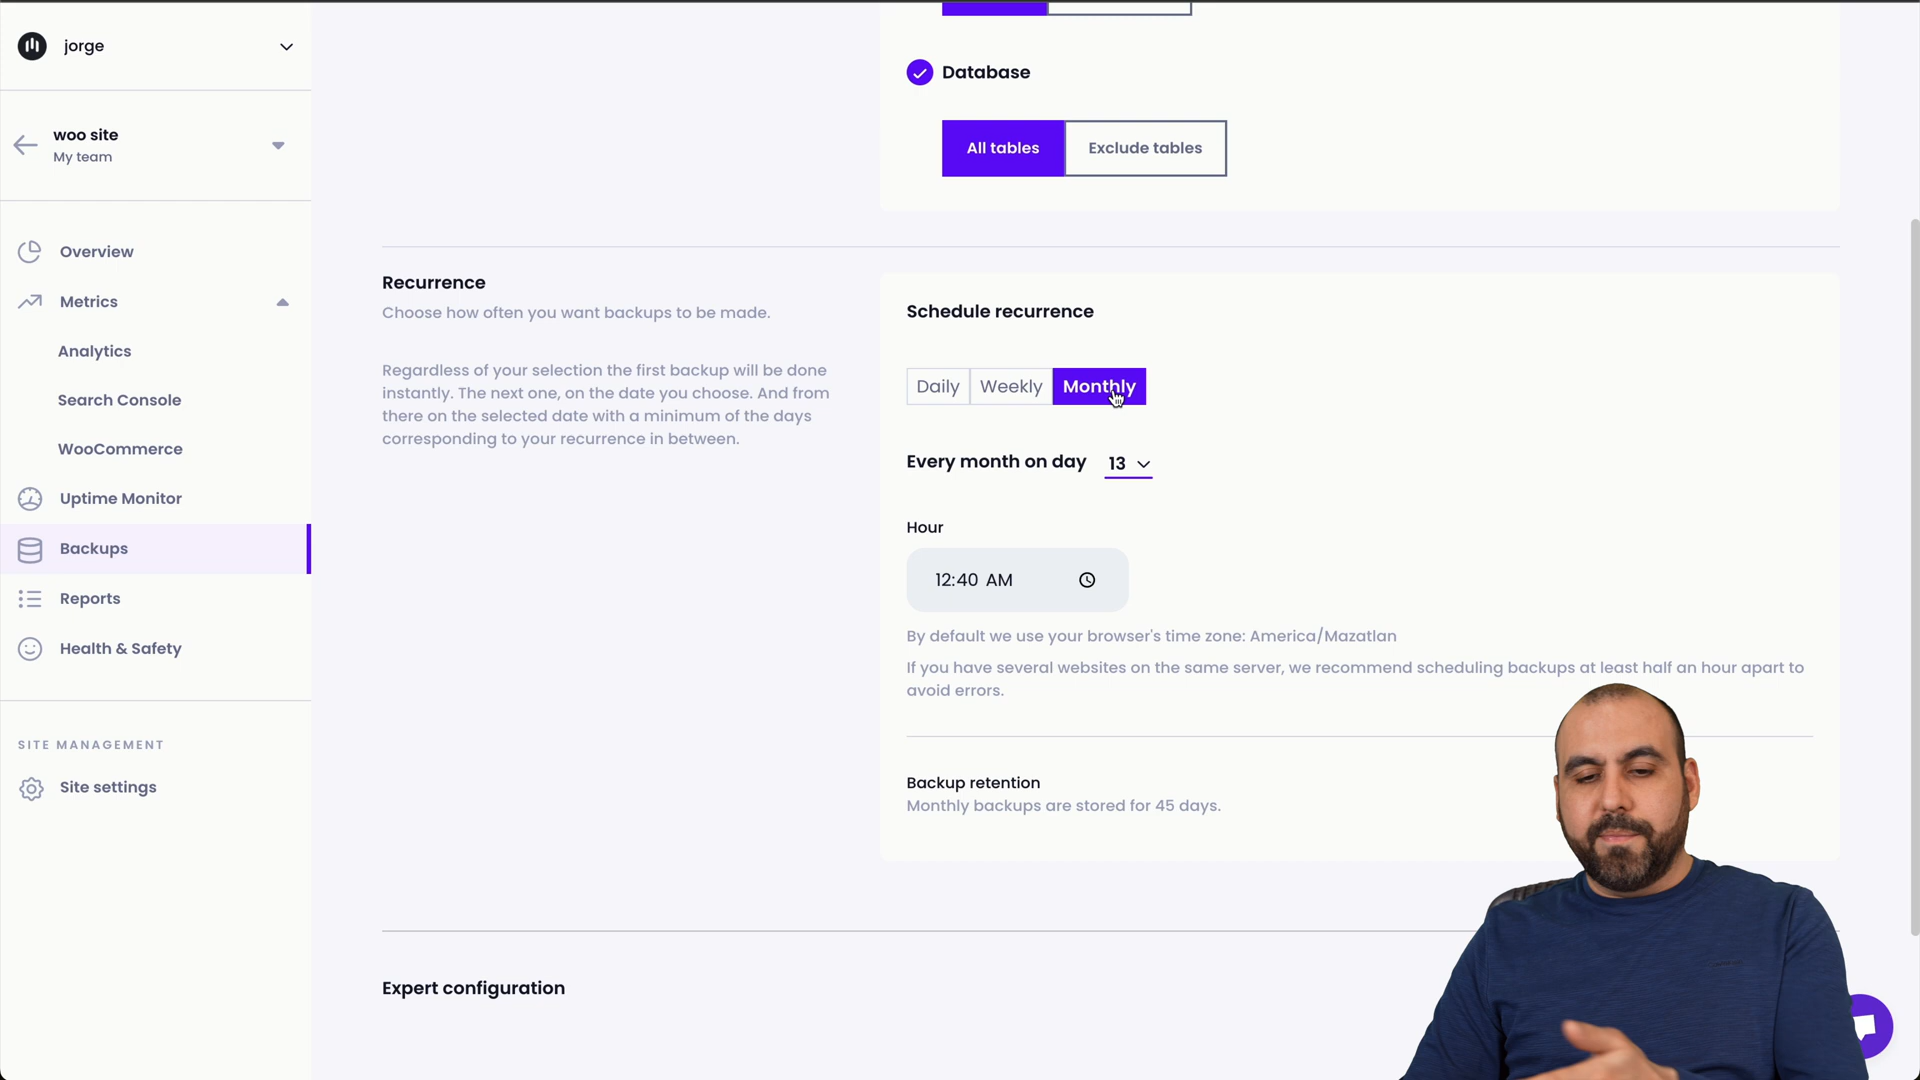 jorge
woo site
My team
Overview
Metrics
Analytics
Search Console
WooCommerce
Uptime Monitor
Backups
Reports
Health & Safety
SITE MANAGEMENT
Site settings
Database
All tables
Exclude tables
Recurrence
Choose how often you want backups to be made.
Regardless of your selection the first backup will be done
instantly. The next one, on the date you choose. And from
there on the selected date with a minimum of the days
corresponding to your recurrence in between.
Schedule recurrence
Daily
Weekly
Monthly
Every month on day 13
Hour
12:40 AM
By default we use your browser's time zone: America/Mazatlan
If you have several websites on the same server, we recommend scheduling backups at least half an hour apart to
avoid errors.
Backup retention
Monthly backups are stored for 45 days.
Expert configuration